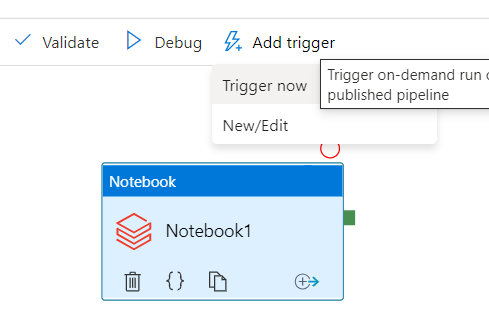 Validate Debug Add trigger
Trigger now
Trigger on-demand run
published pipeline
New/Edit
Notebook
Notebook1
{}